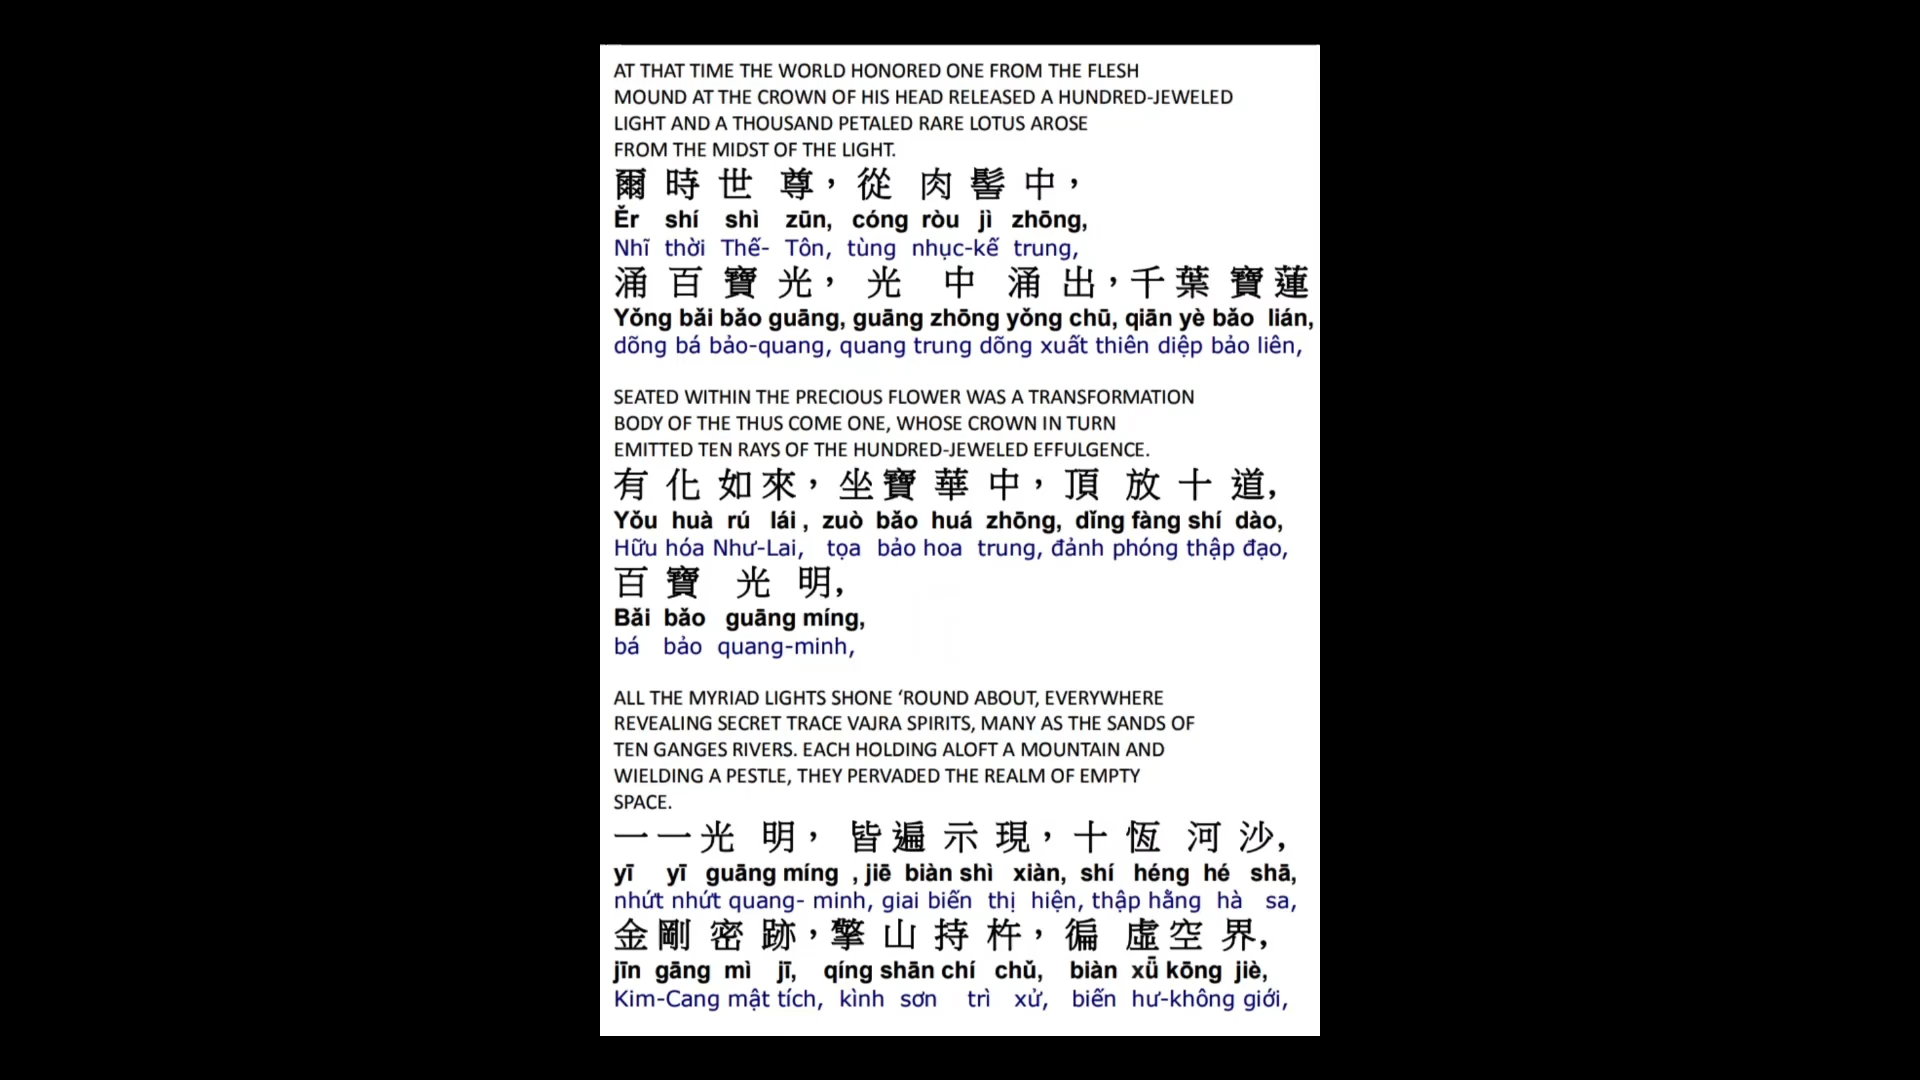 AT THAT TIME THE WORLD HONORED ONE FROM THE FLESH
MOUND AT THE CROWN OF HIS HEAD RELEASED A HUNDRED-JEWELED
LIGHT AND A THOUSAND PETALED RARE LOTUS AROSE
FROM THE MIDST OF THE LIGHT.
爾 時 世 尊，從 肉 髻 中，
Ěr shí shì zūn, cóng ròu jì zhōng,
Nhĩ thời Thế- Tôn, tùng nhục-kế trung,
涌 百 寶 光， 光 中 涌 出，千 葉 寶 蓮
Yǒng bǎi bǎo guāng, guāng zhōng yǒng chū, qiān yè bǎo lián,
dõng bá bảo-quang, quang trung dõng xuất thiên diệp bảo liên,
SEATED WITHIN THE PRECIOUS FLOWER WAS A TRANSFORMATION
BODY OF THE THUS COME ONE, WHOSE CROWN IN TURN
EMITTED TEN RAYS OF THE HUNDRED-JEWELED EFFULGENCE.
有 化 如 來，坐 寶 華 中，頂 放 十 道,
Yǒu huà rú lái , zuò bǎo huá zhōng, dǐng fàng shí dào,
Hữu hóa Như-Lai, tọa bảo hoa trung, đảnh phóng thập đạo,
百 寶 光 明,
Bǎi bǎo guāng míng,
bá bảo quang-minh,
ALL THE MYRIAD LIGHTS SHONE ‘ROUND ABOUT, EVERYWHERE
REVEALING SECRET TRACE VAJRA SPIRITS, MANY AS THE SANDS OF
TEN GANGES RIVERS. EACH HOLDING ALOFT A MOUNTAIN AND
WIELDING A PESTLE, THEY PERVADED THE REALM OF EMPTY
SPACE.
一 一 光 明， 皆 遍 示 現，十 恆 河 沙,
yī yī guāng míng , jiē biàn shì xiàn, shí héng hé shā,
nhứt nhứt quang- minh, giai biến thị hiện, thập hằng hà sa,
金 剛 密 跡，擎 山 持 杵， 徧 虛 空 界,
jīn gāng mì jī, qíng shān chí chǔ, biàn xǖ kōng jiè,
Kim-Cang mật tích, kình sơn trì xử, biến hư-không giới,